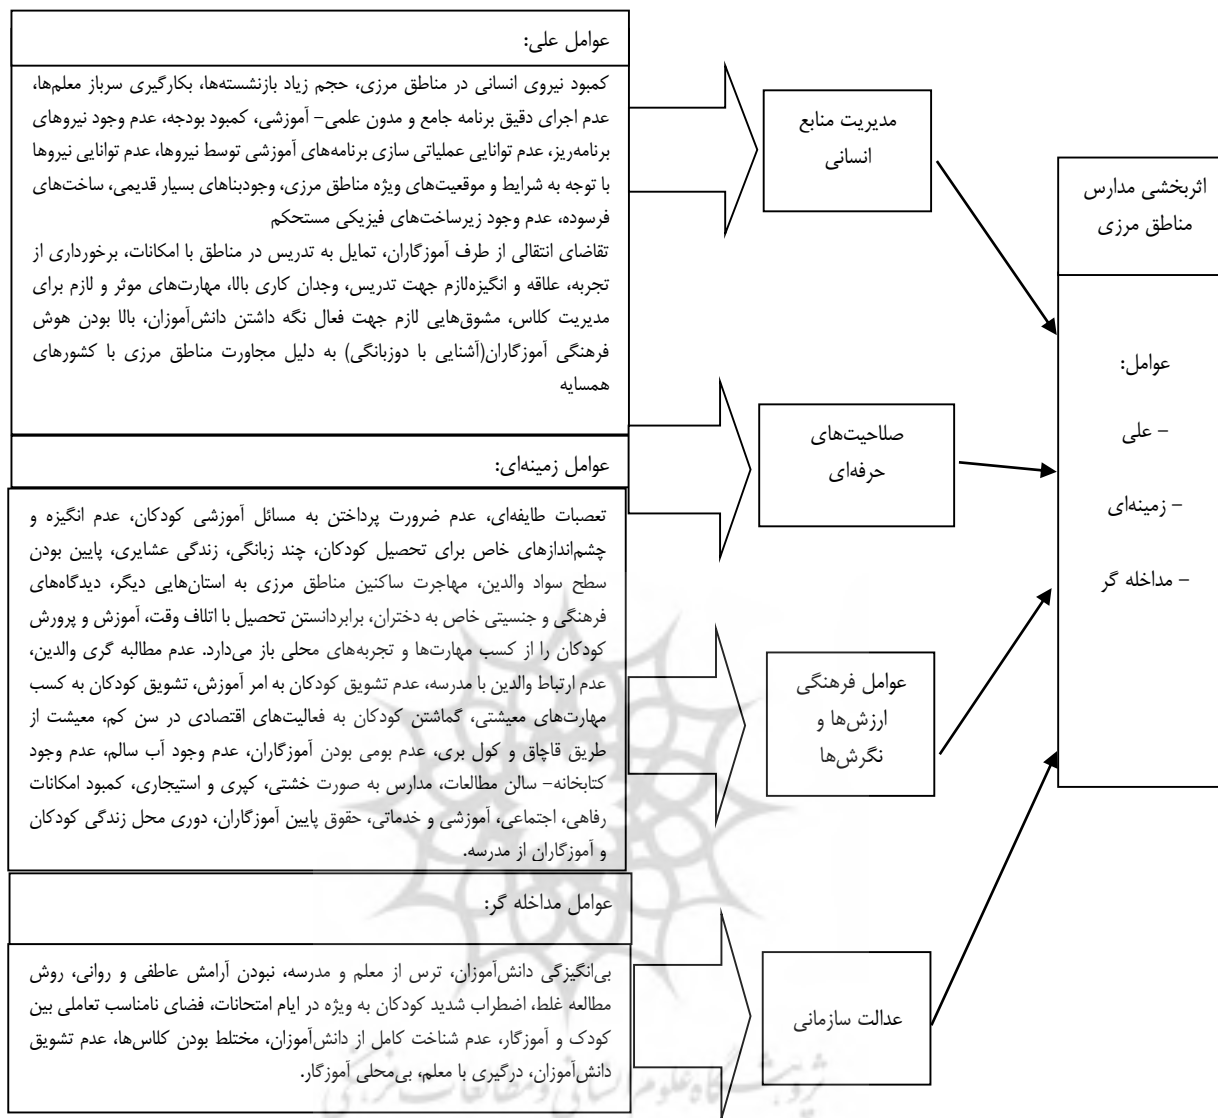 عوامل علی:
کمبود نیروی انسانی در مناطق مرزی، حجم زیاد بازنشسته‌ها، بکارگیری سرباز معلم‌ها،
عدم اجرای دقیق برنامه جامع و مدون علمی- آموزشی، کمبود بودجه، عدم وجود نیروهای
برنامه‌ریز، عدم توانایی عملیاتی سازی برنامه‌های آموزشی توسط نیروها، عدم توانایی نیروها
با توجه به شرایط و موقعیت‌های ویژه مناطق مرزی، وجودبناهای بسیار قدیمی، ساخت‌های
فرسوده، عدم وجود زیرساخت‌های فیزیکی مستحکم
تقاضای انتقالی از طرف آموزگاران، تمایل به تدریس در مناطق با امکانات، برخورداری از
تجربه، علاقه و انگیزه‌لازم جهت تدریس، وجدان کاری بالا، مهارت‌های موثر و لازم برای
مدیریت کلاس، مشوق‌هایی لازم جهت فعال نگه داشتن دانش‌آموزان، بالا بودن هوش
فرهنگی آموزگاران(آشنایی با دوزبانگی) به دلیل مجاورت مناطق مرزی با کشورهای
همسایه
عوامل زمینه‌ای:
تعصبات طایفه‌ای، عدم ضرورت پرداختن به مسائل آموزشی کودکان، عدم انگیزه و
چشم‌اندازهای خاص برای تحصیل کودکان، چند زبانگی، زندگی عشایری، پایین بودن
سطح سواد والدین، مهاجرت ساکنین مناطق مرزی به استان‌هایی دیگر، دیدگاه‌های
فرهنگی و جنسیتی خاص به دختران، برابردانستن تحصیل با اتلاف وقت، آموزش و پرورش
کودکان را از کسب مهارت‌ها و تجربه‌های محلی باز می‌دارد. عدم مطالبه گری والدین،
عدم ارتباط والدین با مدرسه، عدم تشویق کودکان به امر آموزش، تشویق کودکان به کسب
مهارت‌های معیشتی، گماشتن کودکان به فعالیت‌های اقتصادی در سن کم، معیشت از
طریق قاچاق و کول بری، عدم بومی بودن آموزگاران، عدم وجود آب سالم، عدم وجود
کتابخانه- سالن مطالعات، مدارس به صورت خشتی، کپری و استیجاری، کمبود امکانات
رفاهی، اجتماعی، آموزشی و خدماتی، حقوق پایین آموزگاران، دوری محل زندگی کودکان
و آموزگاران از مدرسه.
عوامل مداخله گر:
بی‌انگیزگی دانش‌آموزان، ترس از معلم و مدرسه، نبودن آرامش عاطفی و روانی، روش
مطالعه غلط، اضطراب شدید کودکان به ویژه در ایام امتحانات، فضای نامناسب تعاملی بین
کودک و آموزگار، عدم شناخت کامل از دانش‌آموزان، مختلط بودن کلاس‌ها، عدم تشویق
دانش‌آموزان، درگیری با معلم، بی‌محلی آموزگار.
مدیریت منابع
انسانی
صلاحیت‌های
حرفه‌ای
عوامل فرهنگی
ارزش‌ها و
نگرش‌ها
عدالت سازمانی
اثربخشی مدارس
مناطق مرزی
عوامل:
- علی
- زمینه‌ای
- مداخله گر
پژوهشگاه علوم انسانی و مطالعات فرهنگی